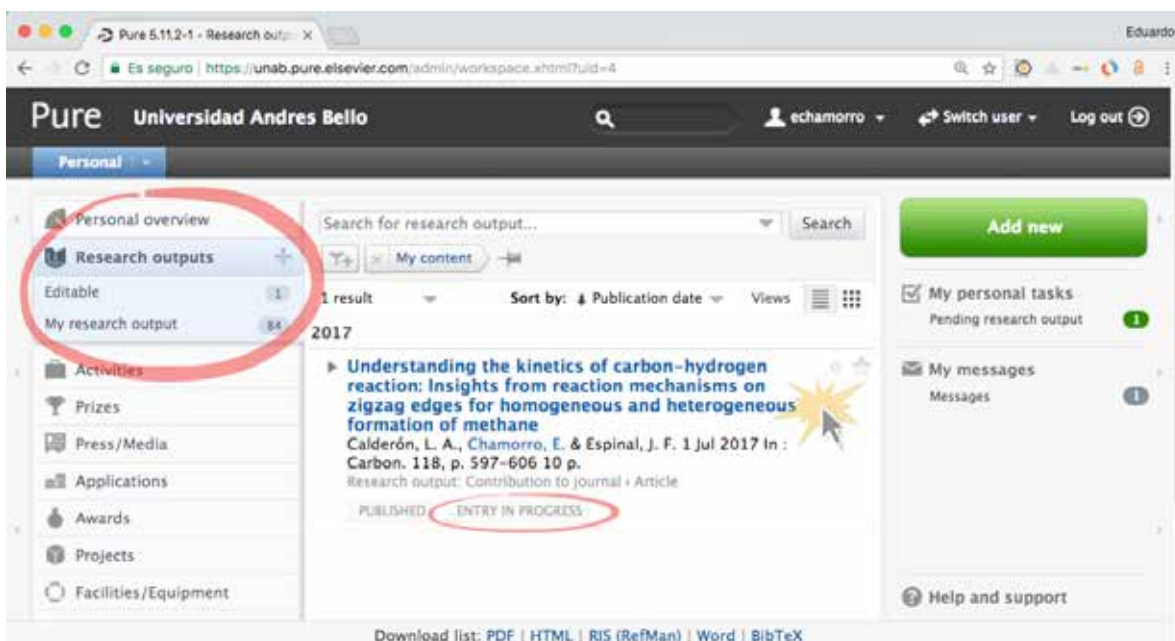 Pure 5.11.2-1 - Research outp
Eduardo
Es seguro https://unab.pure.elsevier.com/admin/workspace.xhtml?uid=4
Pure Universidad Andres Bello echamorro Switch user Log out
Personal
Personal overview
Research outputs
Editable 1
My research output 84
Activities
Prizes
Press/Media
Applications
Awards
Projects
Facilities/Equipment
Search for research output... Search
My content
1 result Sort by: Publication date Views
2017
Understanding the kinetics of carbon-hydrogen
reaction: Insights from reaction mechanisms on
zigzag edges for homogeneous and heterogeneous
formation of methane
Calderón, L. A., Chamorro, E. & Espinal, J. F. 1 Jul 2017 In :
Carbon. 118, p. 597-606 10 p.
Research output: Contribution to journal › Article
PUBLISHED ENTRY IN PROGRESS
Add new
My personal tasks
Pending research output 1
My messages
Messages 1
Help and support
Download list: PDF | HTML | RIS (RefMan) | Word | BibTeX